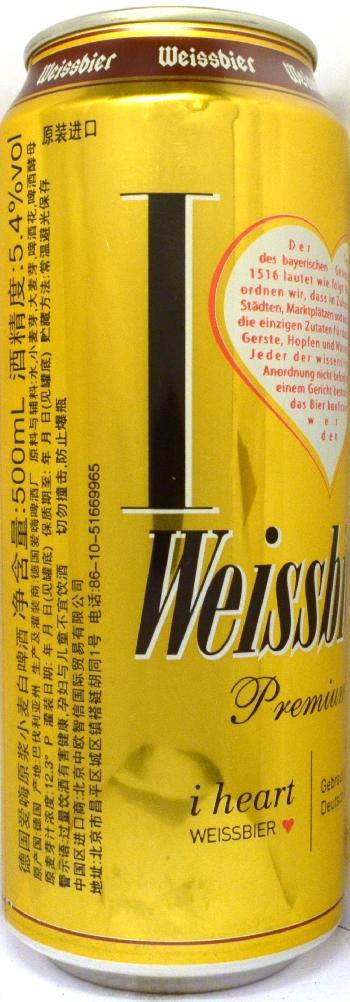 Weissbier Weissbier
原装进口
I
Der
des bayerischen
1516 lautet wie folgt
ordnen wir, dass in
Städten, Marktplätzen und
die einzigen Zutaten für
Gerste, Hopfen und
Jeder der wissent
Anordnung nicht
einem Gericht
das Bier
wer
den
Weissbi
Premium
i heart
WEISSBIER
Gebrau
Deutsc
德国爱嗨原浆小麦白啤酒 净含量:500mL 酒精度:5.4%vol
原产国:德国 产地:巴伐利亚州 生产及灌装商:德国爱嗨啤酒厂 原料与辅料:水,小麦芽,大麦芽,啤酒花,啤酒酵母
原麦芽汁浓度:12.3° P 灌装日期: 年 月 日(见罐底) 保质期至: 年 月 日(见罐底) 贮藏方法:常温避光保存
警示语:过量饮酒有害健康,孕妇与儿童不宜饮酒 切勿撞击,防止爆瓶
中国区进口商:北京中欧智信国际贸易有限公司
地址:北京市昌平区城区镇褡裢胡同1号 电话:86-10-51669965